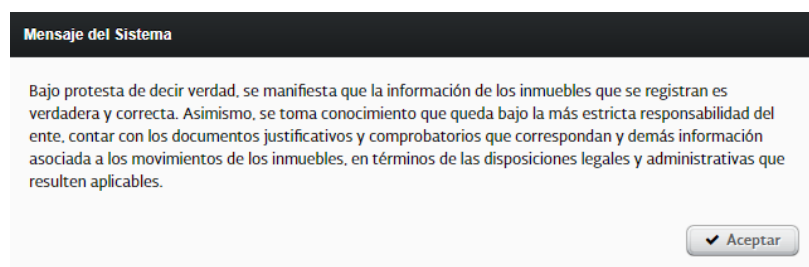 Mensaje del Sistema
Bajo protesta de decir verdad, se manifiesta que la información de los inmuebles que se registran es
verdadera y correcta. Asimismo, se toma conocimiento que queda bajo la más estricta responsabilidad del
ente, contar con los documentos justificativos y comprobatorios que correspondan y demás información
asociada a los movimientos de los inmuebles, en términos de las disposiciones legales y administrativas que
resulten aplicables.
Aceptar